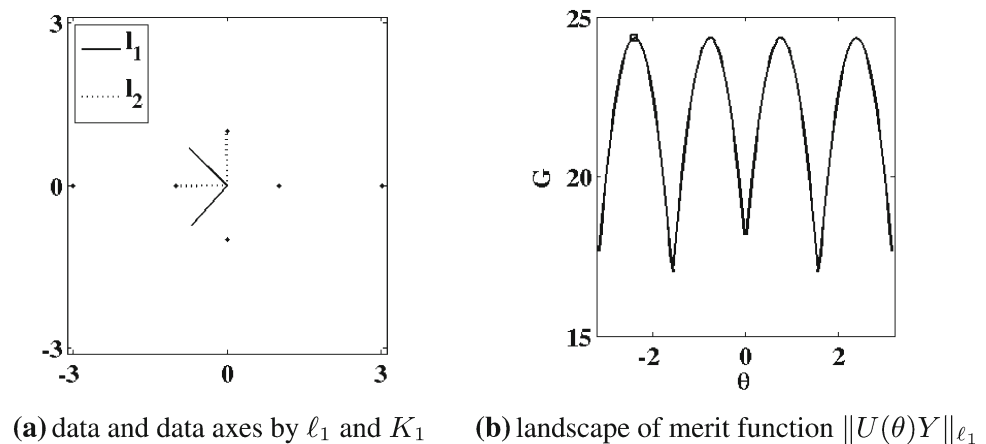 3
l₁
l₂
0
-3
-3
0
3
25
20
15
G
-2
0
2
θ
(a) data and data axes by ℓ₁ and K₁
(b) landscape of merit function ‖U(θ)Y‖ℓ₁